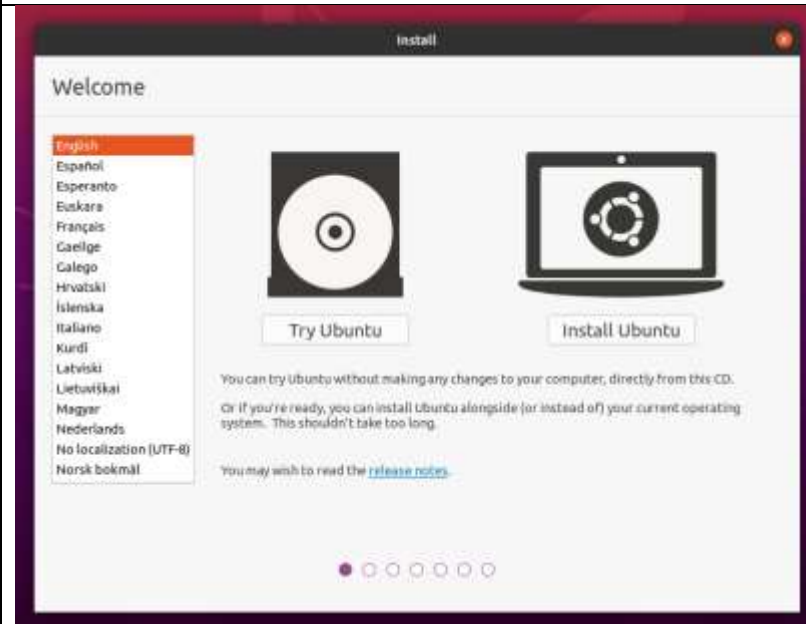 Install
Welcome
English
Español
Esperanto
Euskara
Français
Gaeilge
Galego
Hrvatski
Íslenska
Italiano
Kurdî
Latviski
Lietuviškai
Magyar
Nederlands
No localization (UTF-8)
Norsk bokmål
Try Ubuntu
Install Ubuntu
You can try Ubuntu without making any changes to your computer, directly from this CD.
Or if you're ready, you can install Ubuntu alongside (or instead of) your current operating
system. This shouldn't take too long.
You may wish to read the release notes.